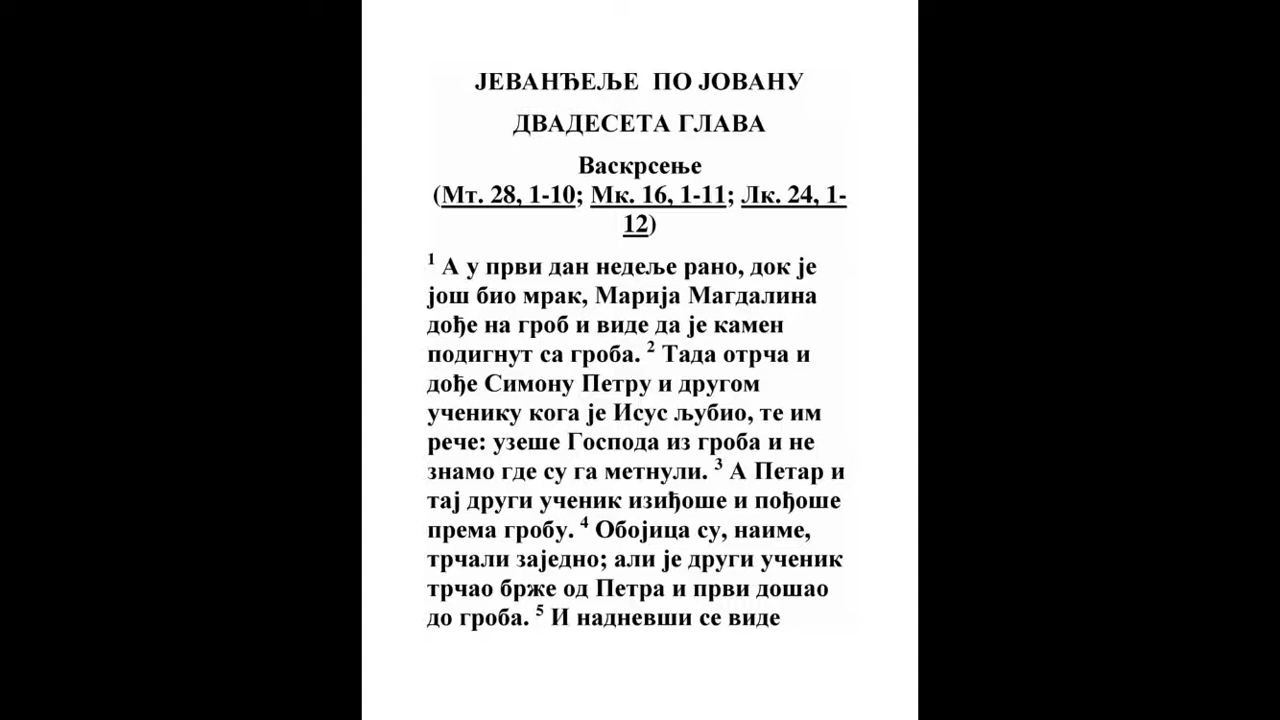 ЈЕВАНЂЕЉЕ ПО ЈОВАНУ
ДВАДЕСЕТА ГЛАВА
Васкрсење
(Мт. 28, 1-10; Мк. 16, 1-11; Лк. 24, 1-
12)
1 А у први дан недеље рано, док је
још био мрак, Марија Магдалина
дође на гроб и виде да је камен
подигнут са гроба. 2 Тада отрча и
дође Симону Петру и другом
ученику кога је Исус љубио, те им
рече: узеше Господа из гроба и не
знамо где су га метнули. 3 А Петар и
тај други ученик изиђоше и пођоше
према гробу. 4 Обојица су, наиме,
трчали заједно; али је други ученик
трчао брже од Петра и први дошао
до гроба. 5 И надневши се виде